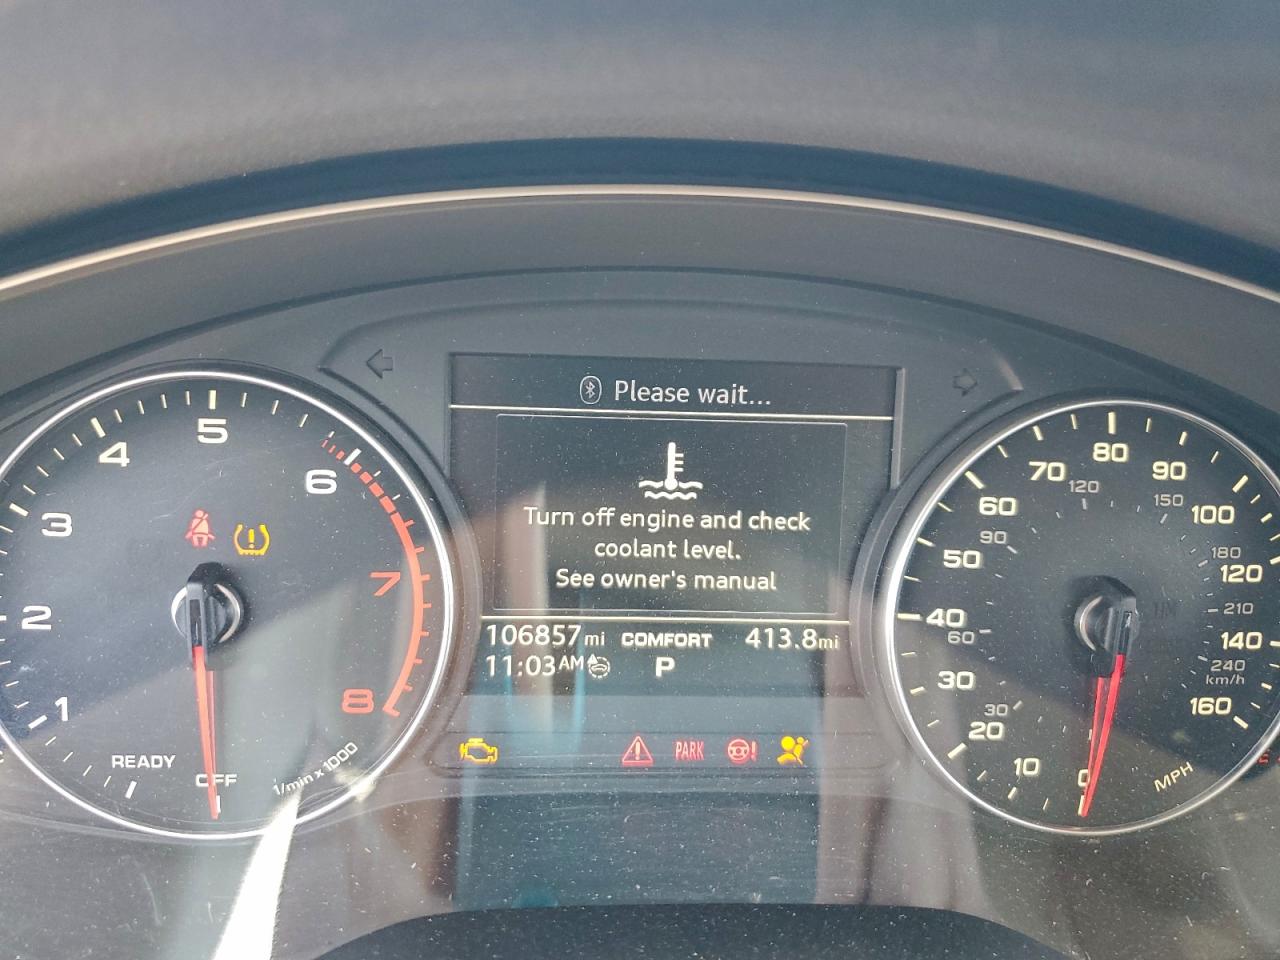 Please wait...
Turn off engine and check
coolant level.
See owner's manual
106857mi COMFORT 413.8mi
11:03AM P
PARK
1
2
3
4
5
6
7
8
READY
OFF
1/min x 1000
0
10
20
30
40
50
60
70
80
90
100
120
140
160
30
60
90
120
150
180
210
240
km/h
MPH